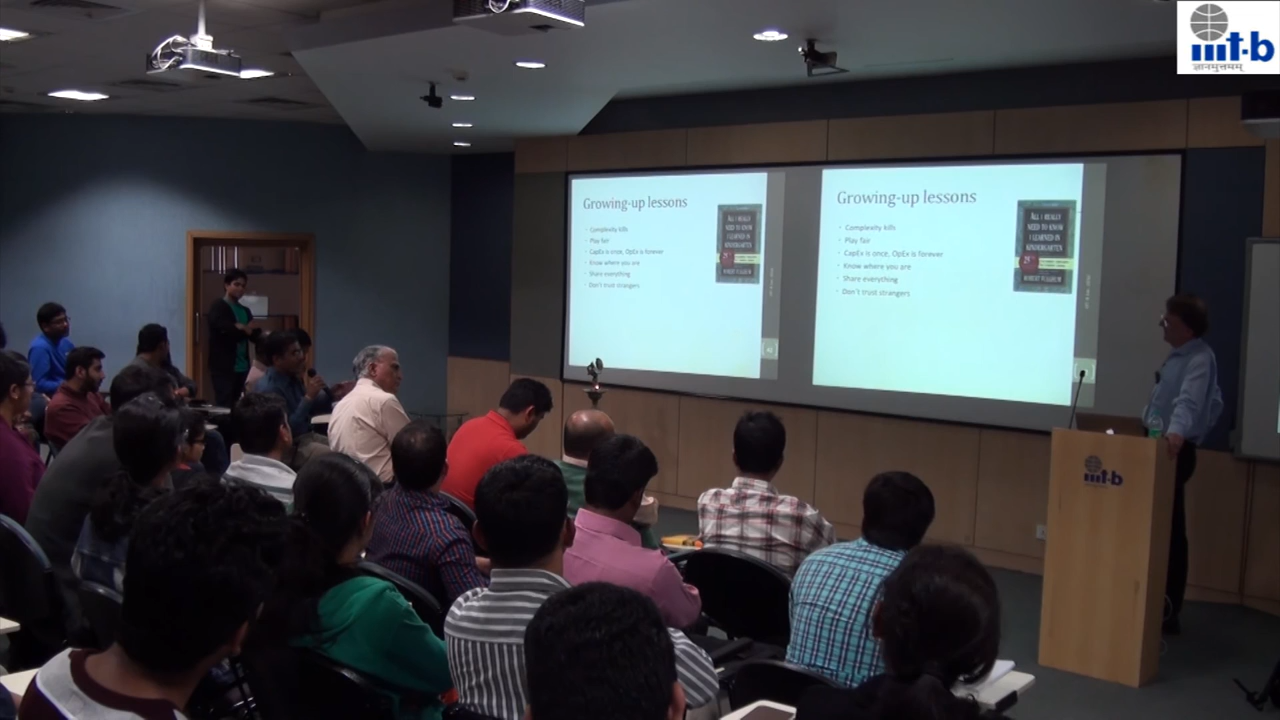 iiit-b
ज्ञानमुत्तमम्
Growing-up lessons
Complexity kills
Play fair
CapEx is once, OpEx is forever
Know where you are
Share everything
Don't trust strangers
ALL I REALLY
NEED TO KNOW
I LEARNED IN
KINDERGARTEN
ROBERT FULGHUM
Growing-up lessons
Complexity kills
Play fair
CapEx is once, OpEx is forever
Know where you are
Share everything
Don't trust strangers
ALL I REALLY
NEED TO KNOW
I LEARNED IN
KINDERGARTEN
ROBERT FULGHUM
iiit-b